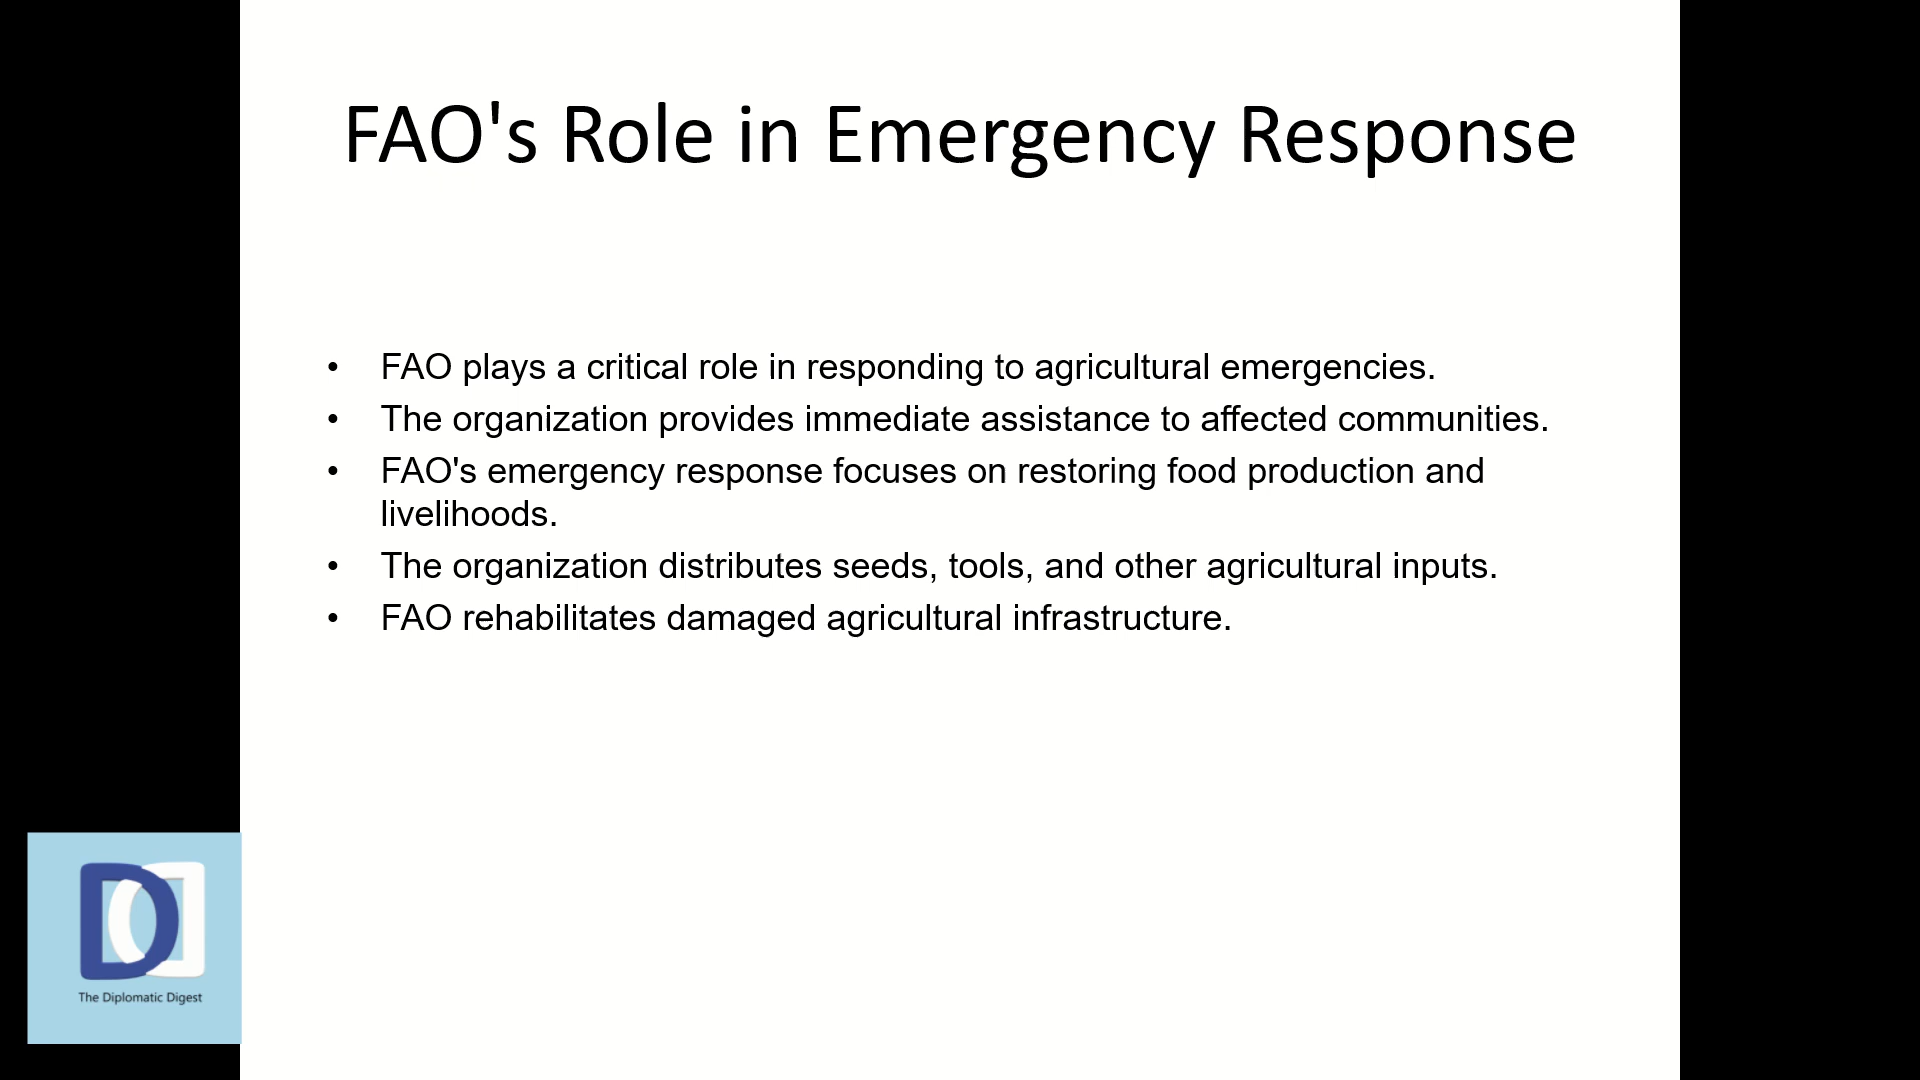 FAO's Role in Emergency Response
• FAO plays a critical role in responding to agricultural emergencies.
• The organization provides immediate assistance to affected communities.
• FAO's emergency response focuses on restoring food production and
livelihoods.
• The organization distributes seeds, tools, and other agricultural inputs.
• FAO rehabilitates damaged agricultural infrastructure.
The Diplomatic Digest